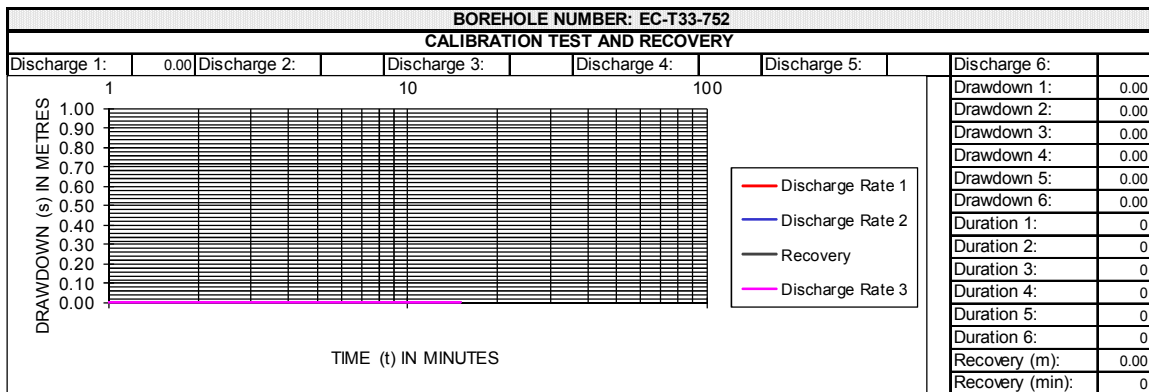 BOREHOLE NUMBER: EC-T33-752
CALIBRATION TEST AND RECOVERY
Discharge 1: 0.00 Discharge 2: Discharge 3: Discharge 4: Discharge 5: Discharge 6:
1 10 100
DRAWDOWN (s) IN METRES
1.00
0.90
0.80
0.70
0.60
0.50
0.40
0.30
0.20
0.10
0.00
TIME (t) IN MINUTES
Discharge Rate 1
Discharge Rate 2
Recovery
Discharge Rate 3
Drawdown 1: 0.00
Drawdown 2: 0.00
Drawdown 3: 0.00
Drawdown 4: 0.00
Drawdown 5: 0.00
Drawdown 6: 0.00
Duration 1: 0
Duration 2: 0
Duration 3: 0
Duration 4: 0
Duration 5: 0
Duration 6: 0
Recovery (m): 0.00
Recovery (min): 0